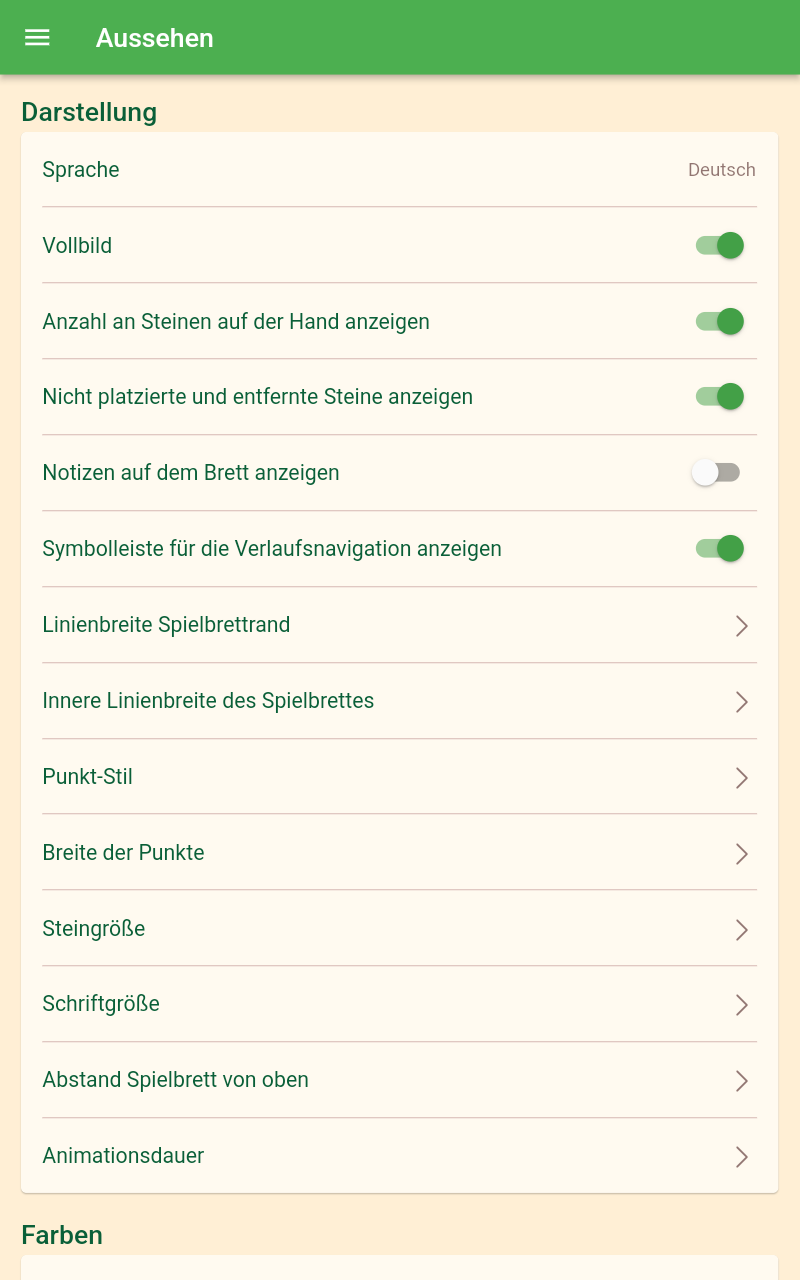 Aussehen
Darstellung
Sprache Deutsch
Vollbild
Anzahl an Steinen auf der Hand anzeigen
Nicht platzierte und entfernte Steine anzeigen
Notizen auf dem Brett anzeigen
Symbolleiste für die Verlaufsnavigation anzeigen
Linienbreite Spielbrettrand
Innere Linienbreite des Spielbrettes
Punkt-Stil
Breite der Punkte
Steingröße
Schriftgröße
Abstand Spielbrett von oben
Animationsdauer
Farben